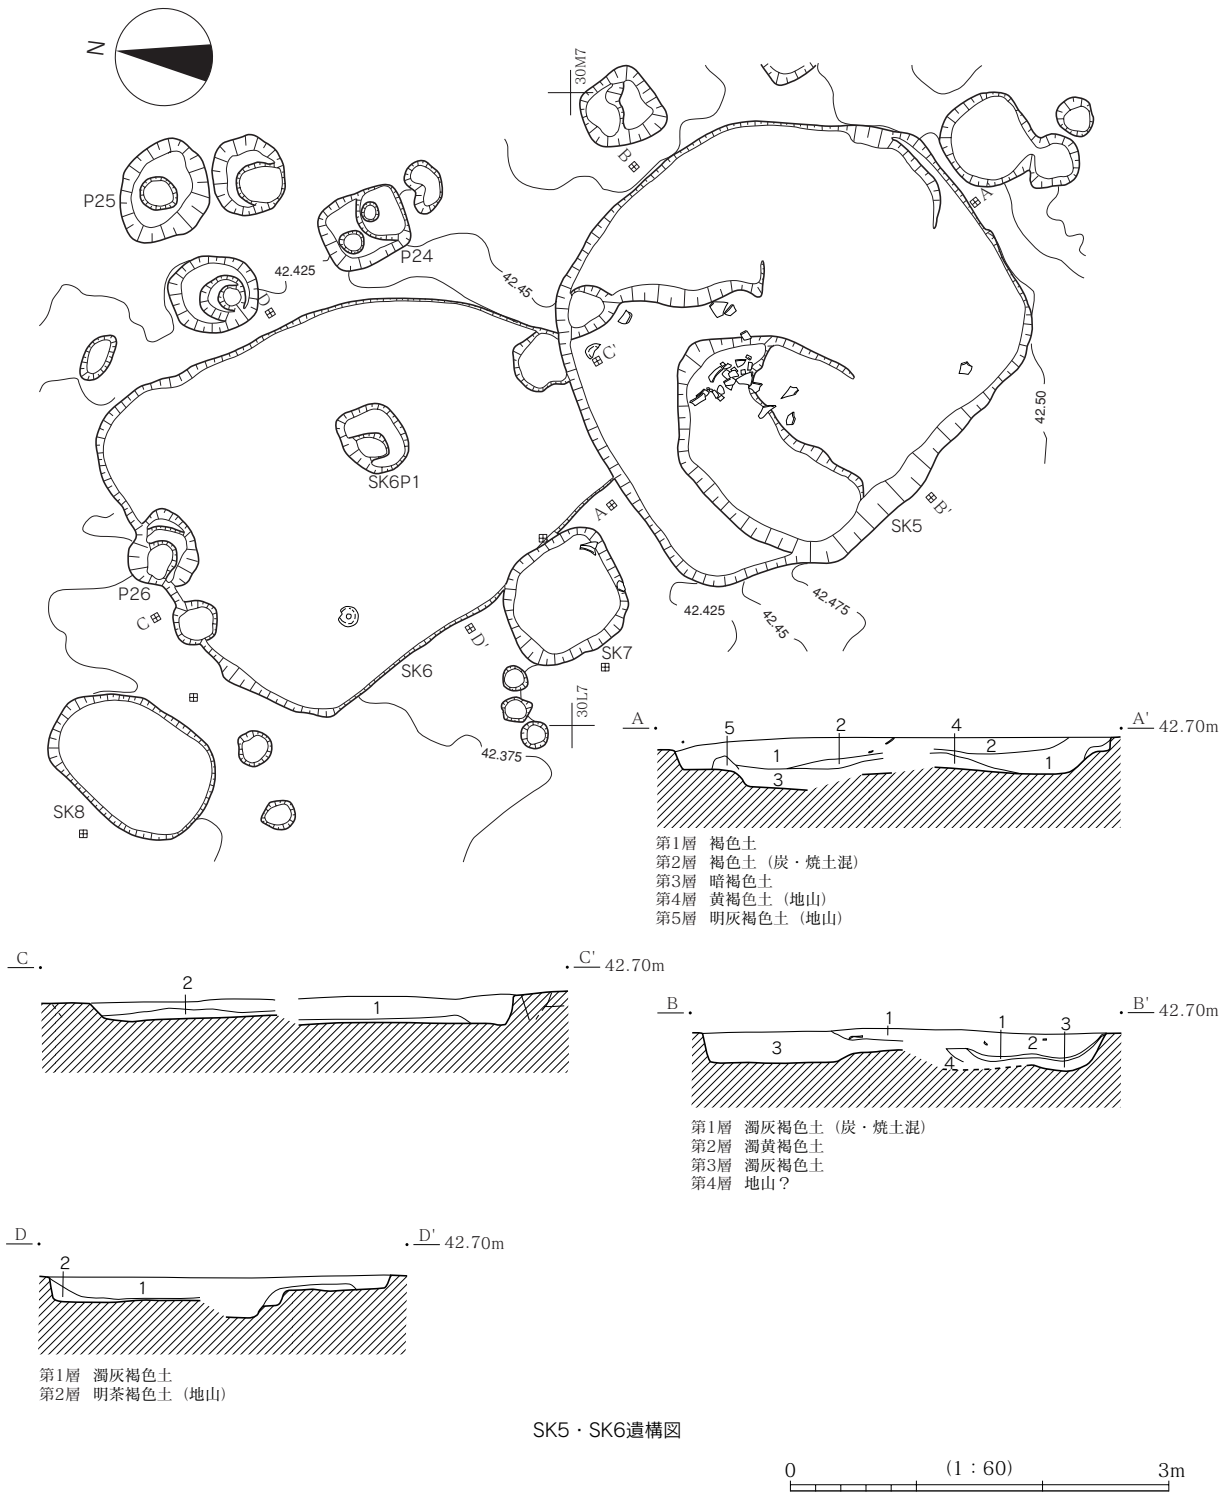 N
30M7
B
A'
P25
P24
42.425
D
42.45
C'
42.50
SK6P1
A
B'
SK5
P26
C
42.425
42.45
42.475
D'
SK6
SK7
30L7
42.375
SK8
A
A' 42.70m
5 2 4
1 2 1
3
第1層 褐色土
第2層 褐色土（炭・焼土混）
第3層 暗褐色土
第4層 黄褐色土（地山）
第5層 明灰褐色土（地山）
C
C' 42.70m
2
1
B
B' 42.70m
1 1 3
3 2
4
第1層 濁灰褐色土（炭・焼土混）
第2層 濁黄褐色土
第3層 濁灰褐色土
第4層 地山？
D
D' 42.70m
2
1
第1層 濁灰褐色土
第2層 明茶褐色土（地山）
SK5・SK6遺構図
0 (1：60) 3m